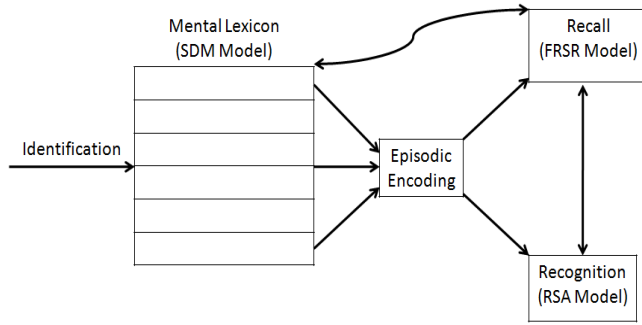 Mental Lexicon
(SDM Model)
Recall
(FRSR Model)
Identification
Episodic
Encoding
Recognition
(RSA Model)